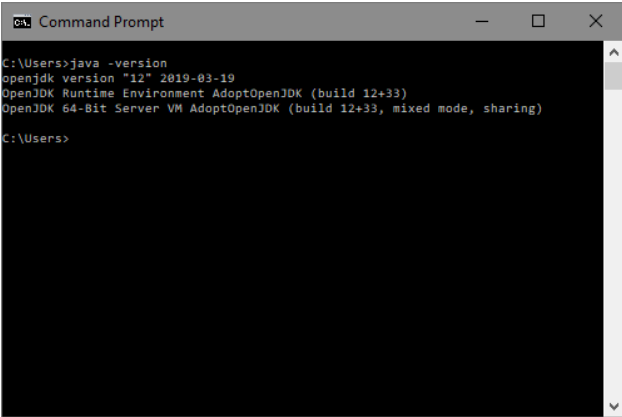 Command Prompt
C:\Users>java -version
openjdk version "12" 2019-03-19
OpenJDK Runtime Environment AdoptOpenJDK (build 12+33)
OpenJDK 64-Bit Server VM AdoptOpenJDK (build 12+33, mixed mode, sharing)
C:\Users>